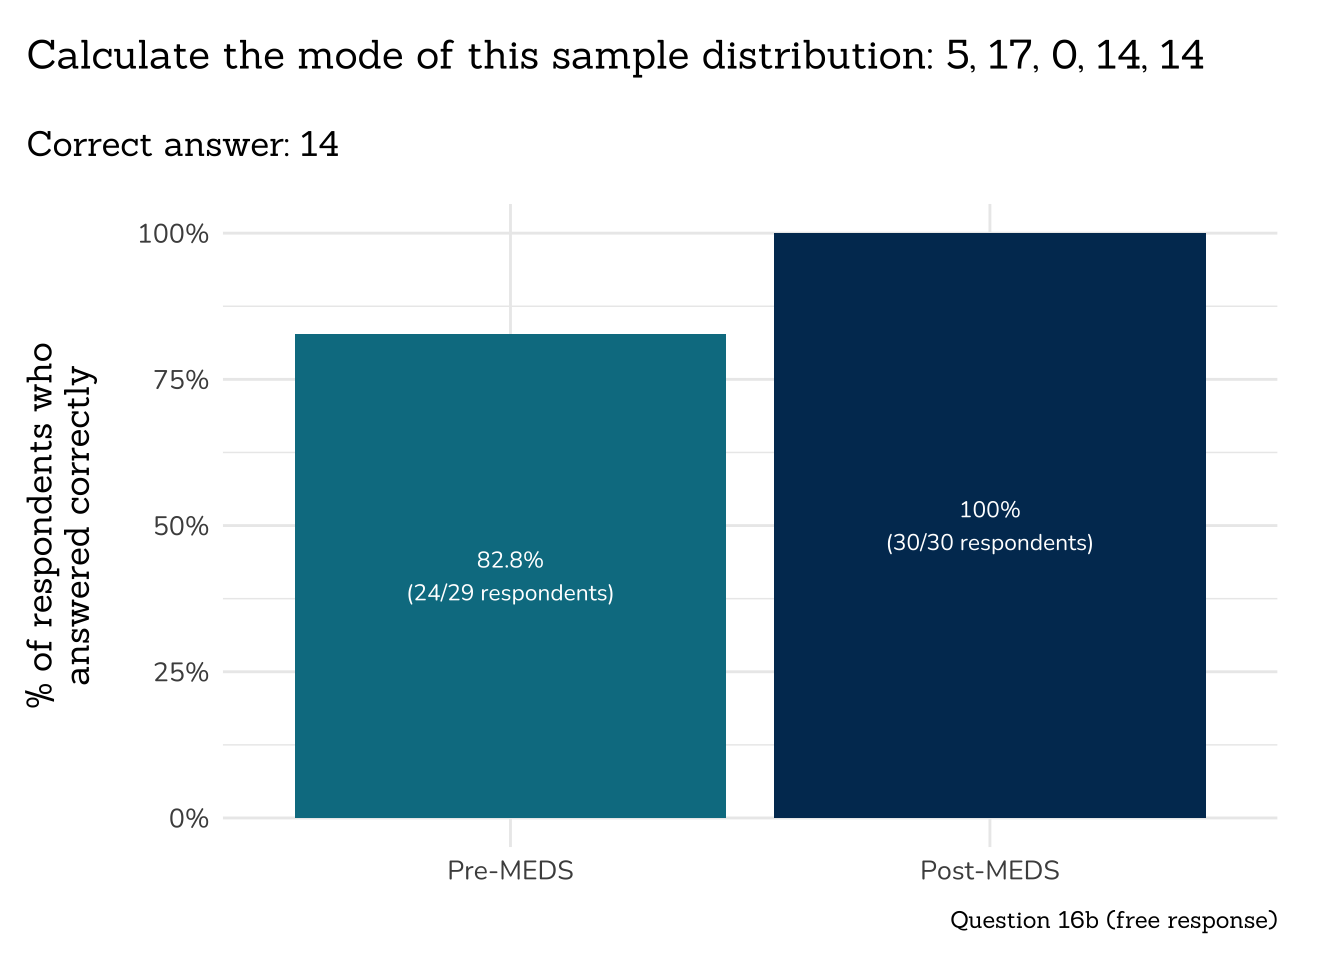 Calculate the mode of this sample distribution: 5, 17, 0, 14, 14
Correct answer: 14
% of respondents who
answered correctly
100%
75%
50%
25%
0%
82.8%
(24/29 respondents)
100%
(30/30 respondents)
Pre-MEDS
Post-MEDS
Question 16b (free response)